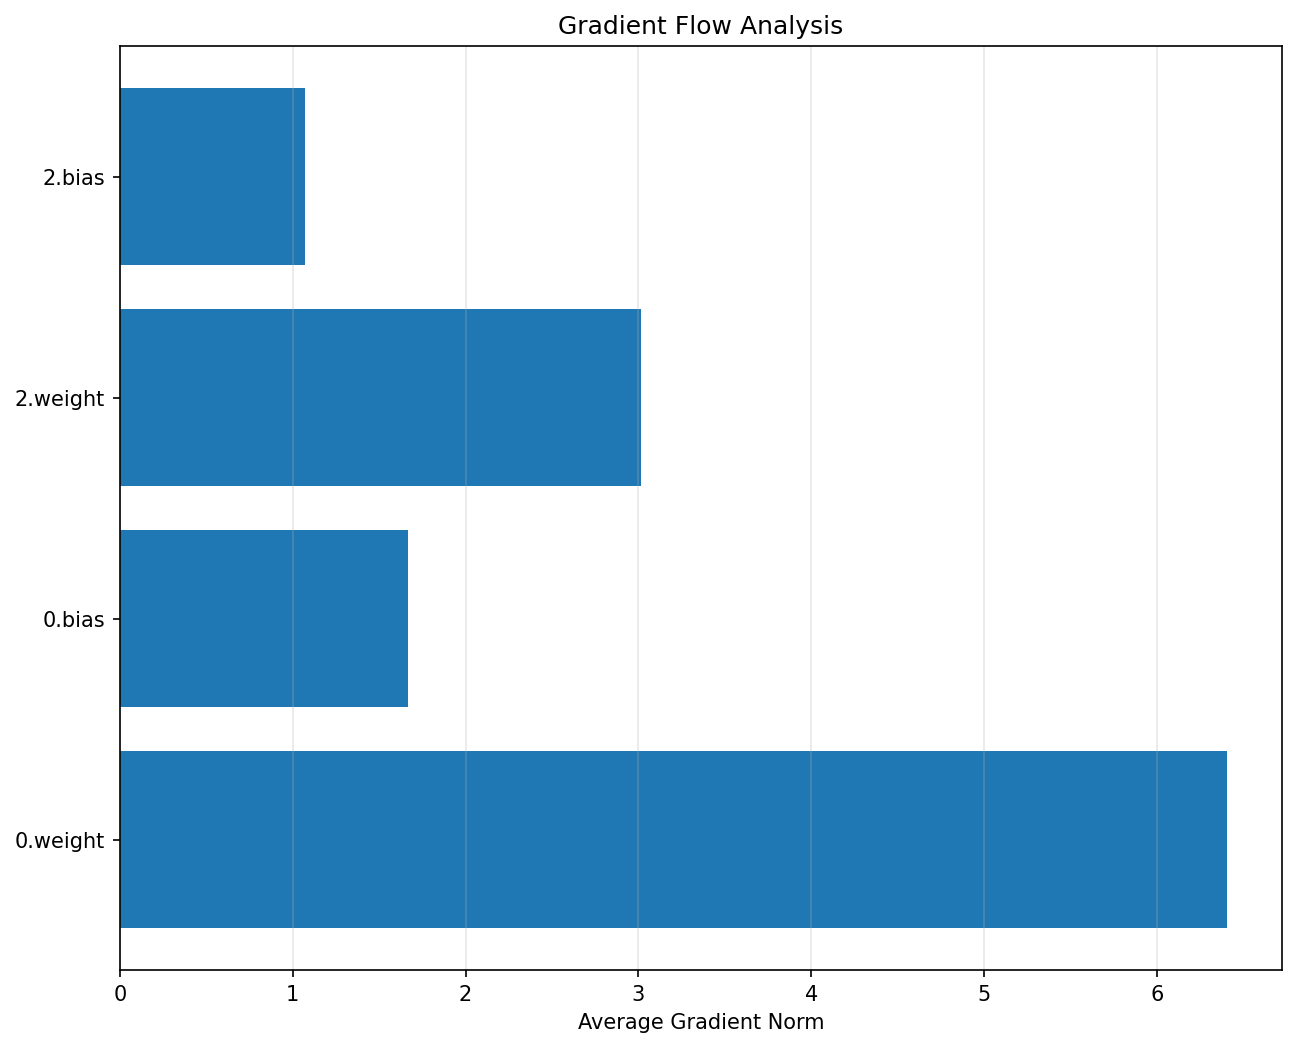 Gradient Flow Analysis
2.bias
2.weight
0.bias
0.weight
0 1 2 3 4 5 6
Average Gradient Norm